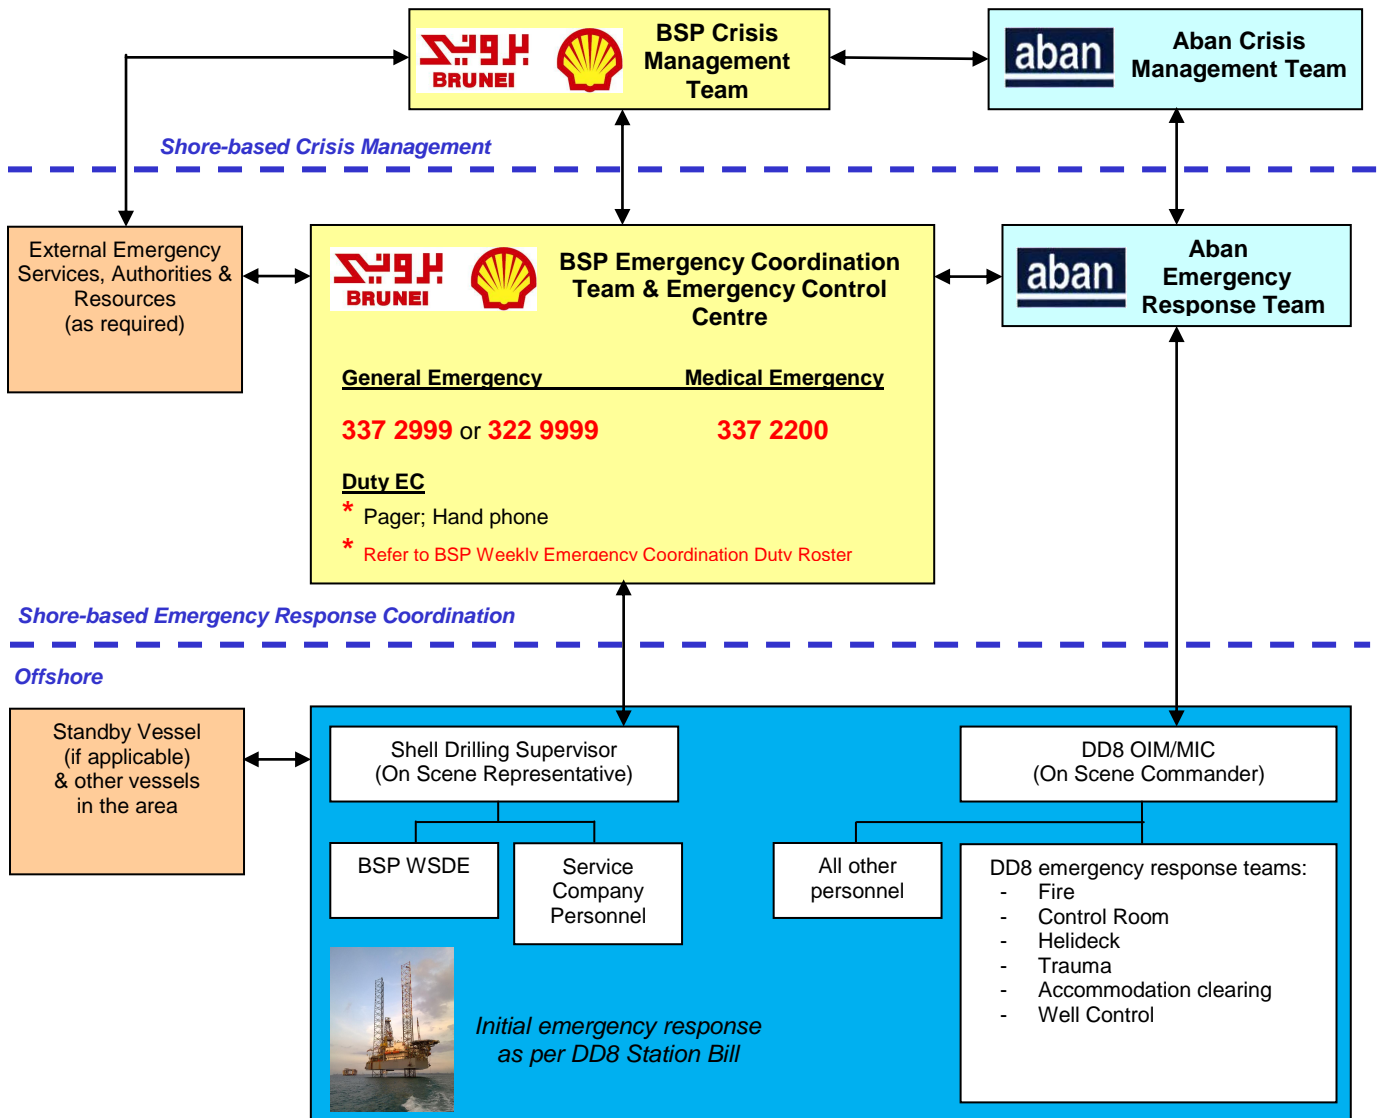 بروني
BRUNEI
BSP Crisis
Management
Team
aban
Aban Crisis
Management Team
Shore-based Crisis Management
External Emergency
Services, Authorities &
Resources
(as required)
بروني
BRUNEI
BSP Emergency Coordination
Team & Emergency Control
Centre
General Emergency Medical Emergency
337 2999 or 322 9999 337 2200
Duty EC
* Pager; Hand phone
* Refer to BSP Weekly Emergency Coordination Duty Roster
aban
Aban
Emergency
Response Team
Shore-based Emergency Response Coordination
Offshore
Standby Vessel
(if applicable)
& other vessels
in the area
Shell Drilling Supervisor
(On Scene Representative)
DD8 OIM/MIC
(On Scene Commander)
BSP WSDE
Service
Company
Personnel
All other
personnel
DD8 emergency response teams:
- Fire
- Control Room
- Helideck
- Trauma
- Accommodation clearing
- Well Control
Initial emergency response
as per DD8 Station Bill